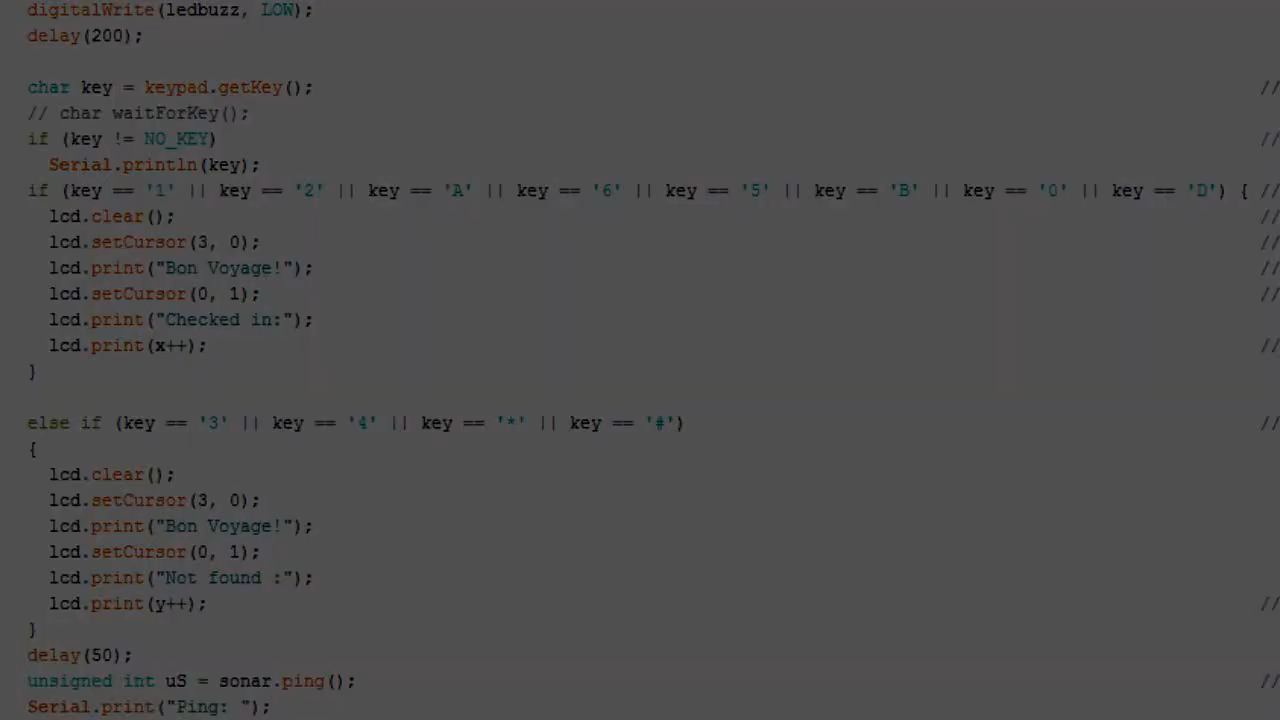 digitalWrite(ledbuzz, LOW);
delay(200);
char key = keypad.getKey(); //
// char waitForKey();
if (key != NO_KEY) //
Serial.println(key);
if (key == '1' || key == '2' || key == 'A' || key == '6' || key == '5' || key == 'B' || key == '0' || key == 'D') { //
lcd.clear(); //
lcd.setCursor(3, 0); //
lcd.print("Bon Voyage!"); //
lcd.setCursor(0, 1); //
lcd.print("Checked in:");
lcd.print(x++); //
}
else if (key == '3' || key == '4' || key == '*' || key == '#') //
{
lcd.clear();
lcd.setCursor(3, 0);
lcd.print("Bon Voyage!");
lcd.setCursor(0, 1);
lcd.print("Not found :");
lcd.print(y++); //
}
delay(50);
unsigned int uS = sonar.ping(); //
Serial.print("Ping: ");